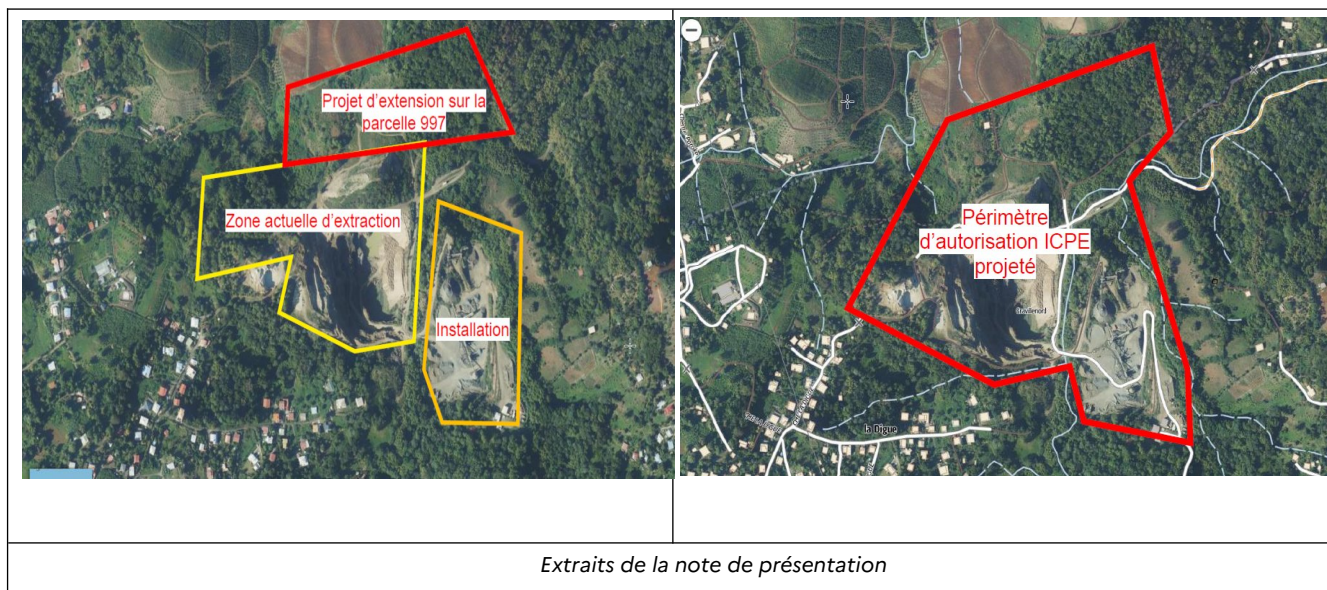 Projet d'extension sur la
parcelle 997
Zone actuelle d'extraction
Installation
Périmètre
d'autorisation ICPE
projeté
la Digue
Extraits de la note de présentation